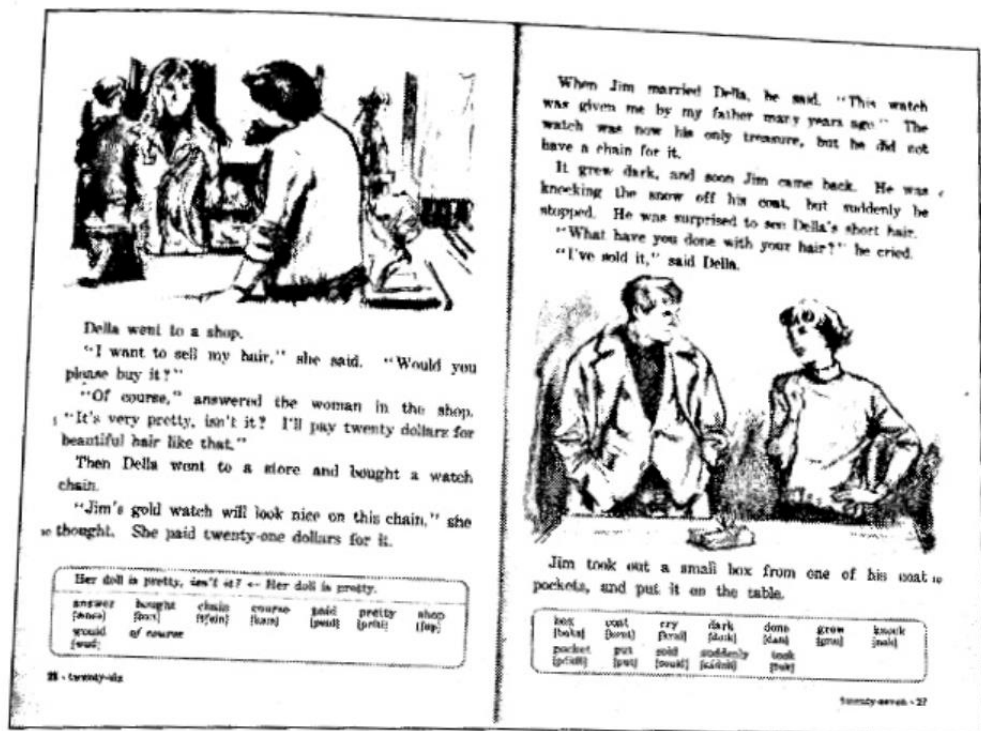 Della went to a shop.
"I want to sell my hair," she said. "Would you
please buy it?"
"Of course," answered the woman in the shop.
"It's very pretty, isn't it? I'll pay twenty dollars for
beautiful hair like that."
Then Della went to a store and bought a watch
chain.
"Jim's gold watch will look nice on this chain," she
10 thought. She paid twenty-one dollars for it.
Her doll is pretty, isn't it? ← Her doll is pretty.
answer bought chain course paid pretty shop
would of course
26 · twenty-six
When Jim married Della, he said, "This watch
was given me by my father many years ago." The
watch was now his only treasure, but he did not
have a chain for it.
It grew dark, and soon Jim came back. He was
knocking the snow off his coat, but suddenly he
stopped. He was surprised to see Della's short hair.
"What have you done with your hair?" he cried.
"I've sold it," said Della.
Jim took out a small box from one of his coat 10
pockets, and put it on the table.
box coat cry dark done grew knock
pocket put sold suddenly took
twenty-seven · 27